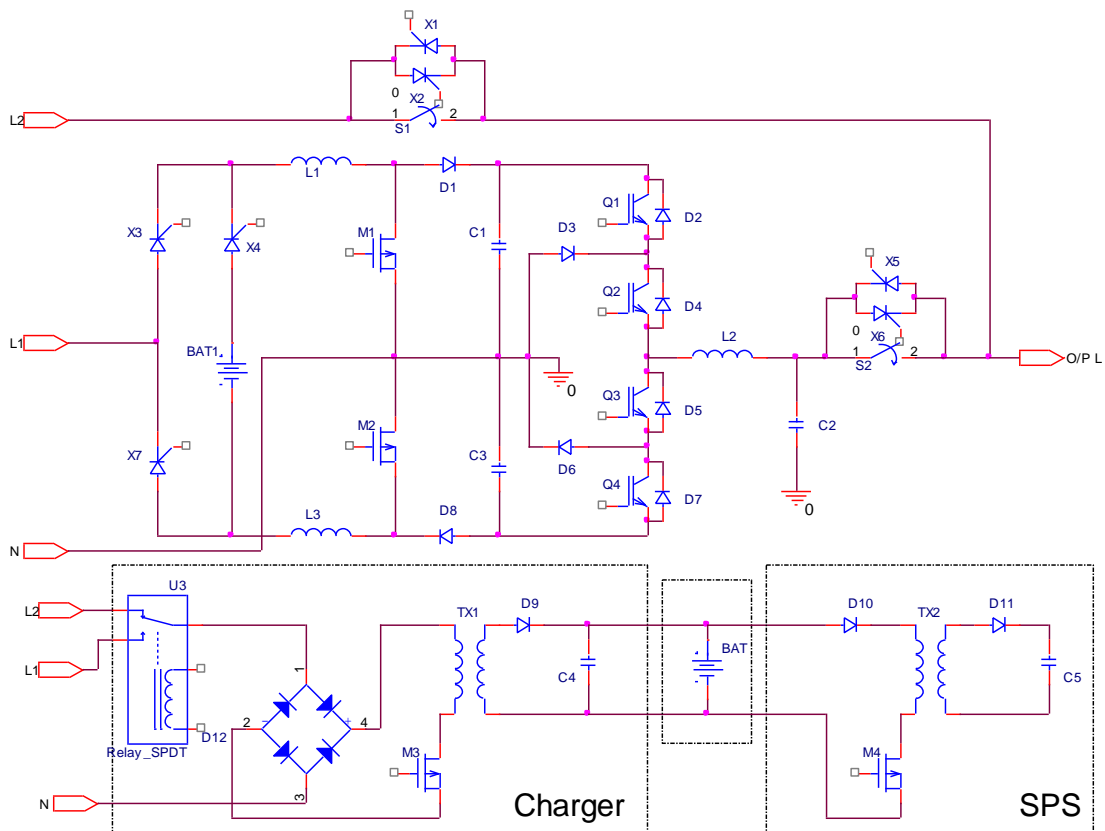 X1
0
X2
L2
1
2
S1
L1
D1
Q1
D2
X3
X4
M1
C1
D3
X5
Q2
D4
L1
BAT1
L2
0
X6
1
2
S2
O/P L
0
M2
Q3
D5
C2
X7
C3
D6
Q4
D7
0
L3
D8
N
U3
L2
TX1
D9
D10
TX2
D11
L1
1
C4
BAT
C5
2
4
D12
Relay_SPDT
M3
M4
3
N
Charger
SPS